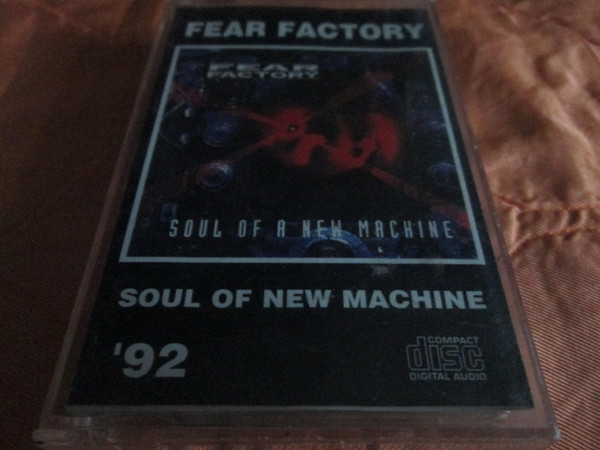 FEAR FACTORY
FEAR
FACTORY
SOUL OF A NEW MACHINE
SOUL OF NEW MACHINE
'92
COMPACT
disc
DIGITAL AUDIO